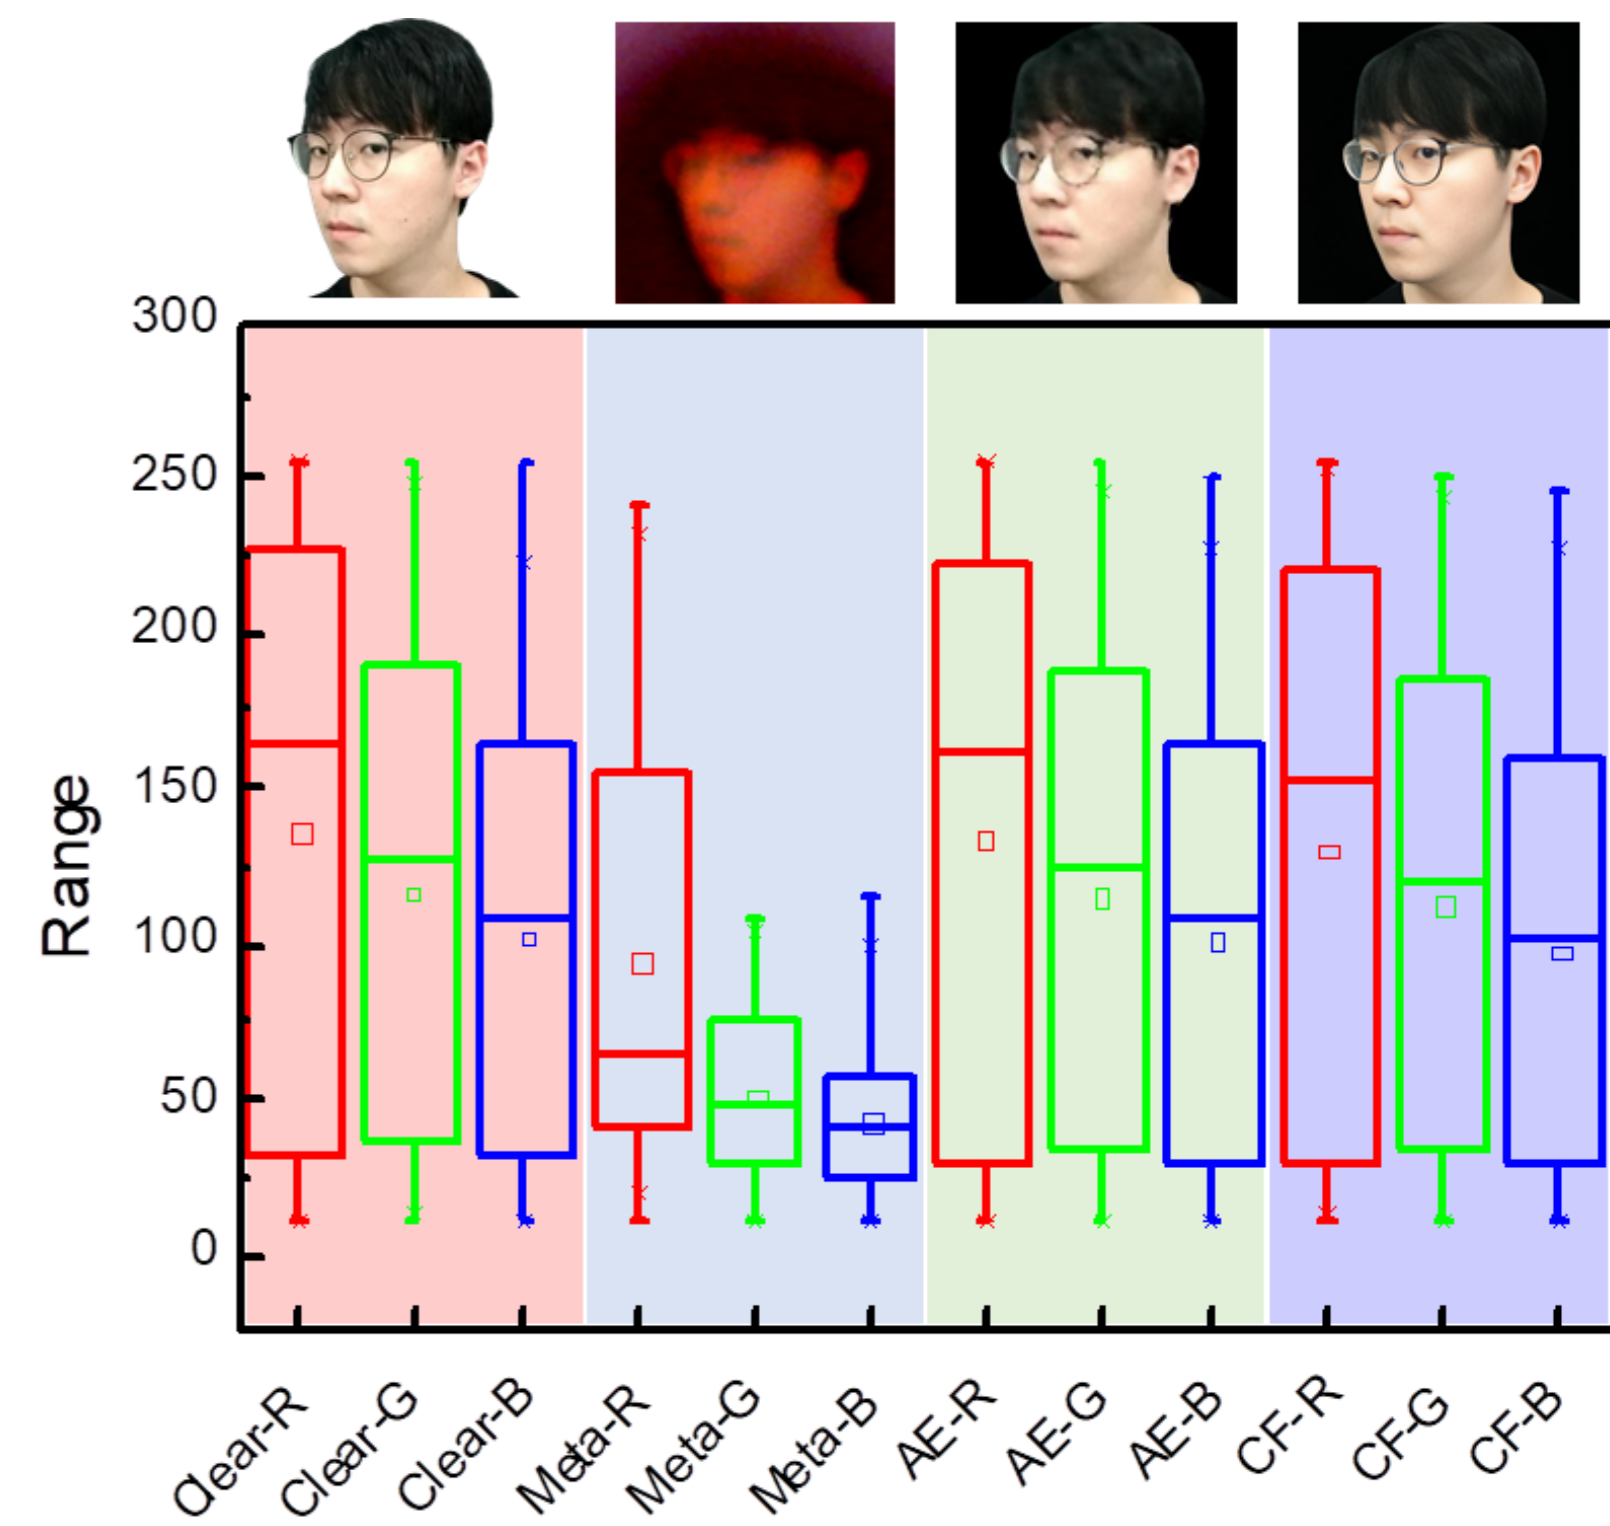 300
250
200
150
100
50
0
Range
Clear-R
Clear-G
Clear-B
Meta-R
Meta-G
Meta-B
AE-R
AE-G
AE-B
CF- R
CF-G
CF-B